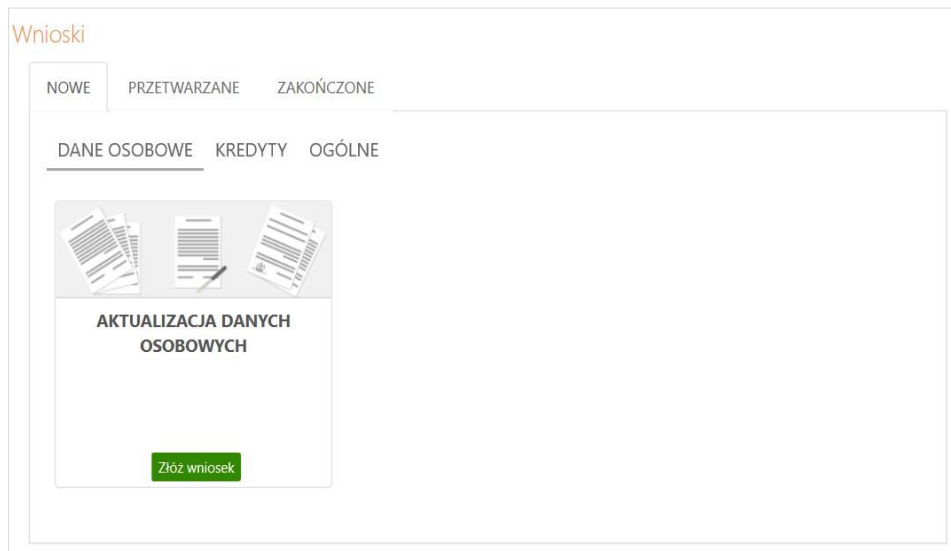 Wnioski
NOWE PRZETWARZANE ZAKOŃCZONE
DANE OSOBOWE KREDYTY OGÓLNE
AKTUALIZACJA DANYCH
OSOBOWYCH
Złóż wniosek